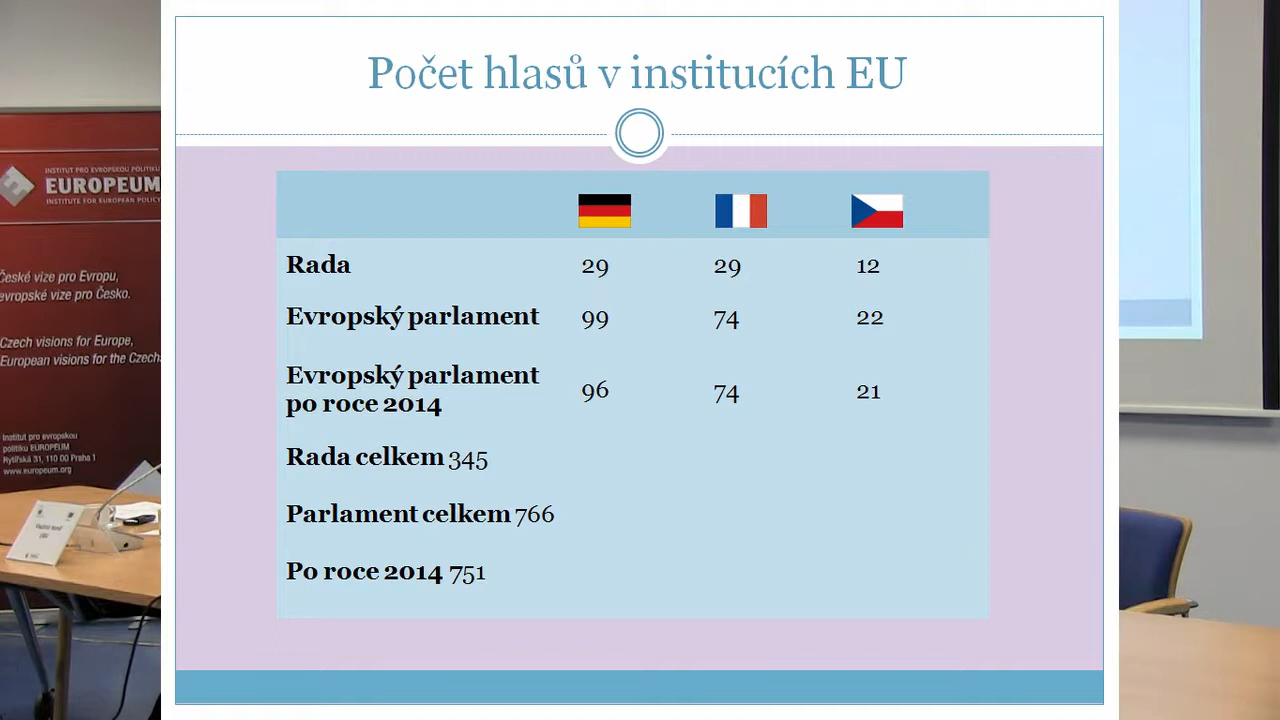 Počet hlasů v institucích EU
Rada 29 29 12
Evropský parlament 99 74 22
Evropský parlament
po roce 2014 96 74 21
Rada celkem 345
Parlament celkem 766
Po roce 2014 751
INSTITUT PRO EVROPSKOU POLITIKU
EUROPEUM
INSTITUTE FOR EUROPEAN POLICY
České vize pro Evropu,
evropské vize pro Česko.
Czech visions for Europe,
European visions for the Czechs
Institut pro evropskou
politiku EUROPEUM
Rytířská 31, 110 00 Praha 1
www.europeum.org